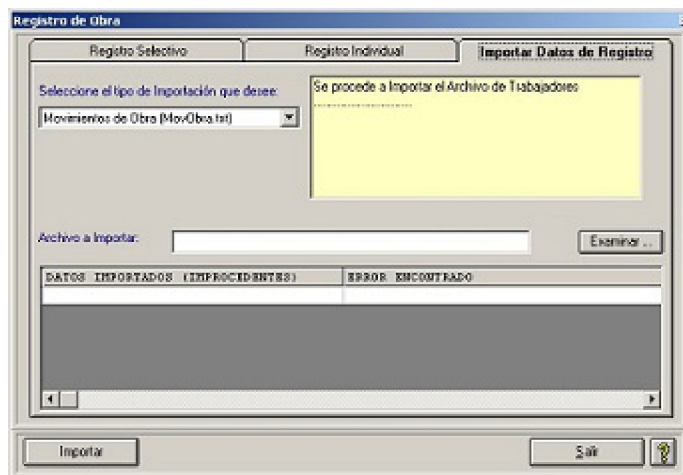 Registro de Obra
Registro Selectivo
Registro Individual
Importar Datos de Registro
Seleccione el tipo de Importación que desee:
Movimientos de Obra (MovObra.txt)
Se procede a Importar el Archivo de Trabajadores
..............................
Archivo a Importar:
Examinar ...
DATOS IMPORTADOS (IMPROCEDENTES)
ERROR ENCONTRADO
Importar
Salir
?